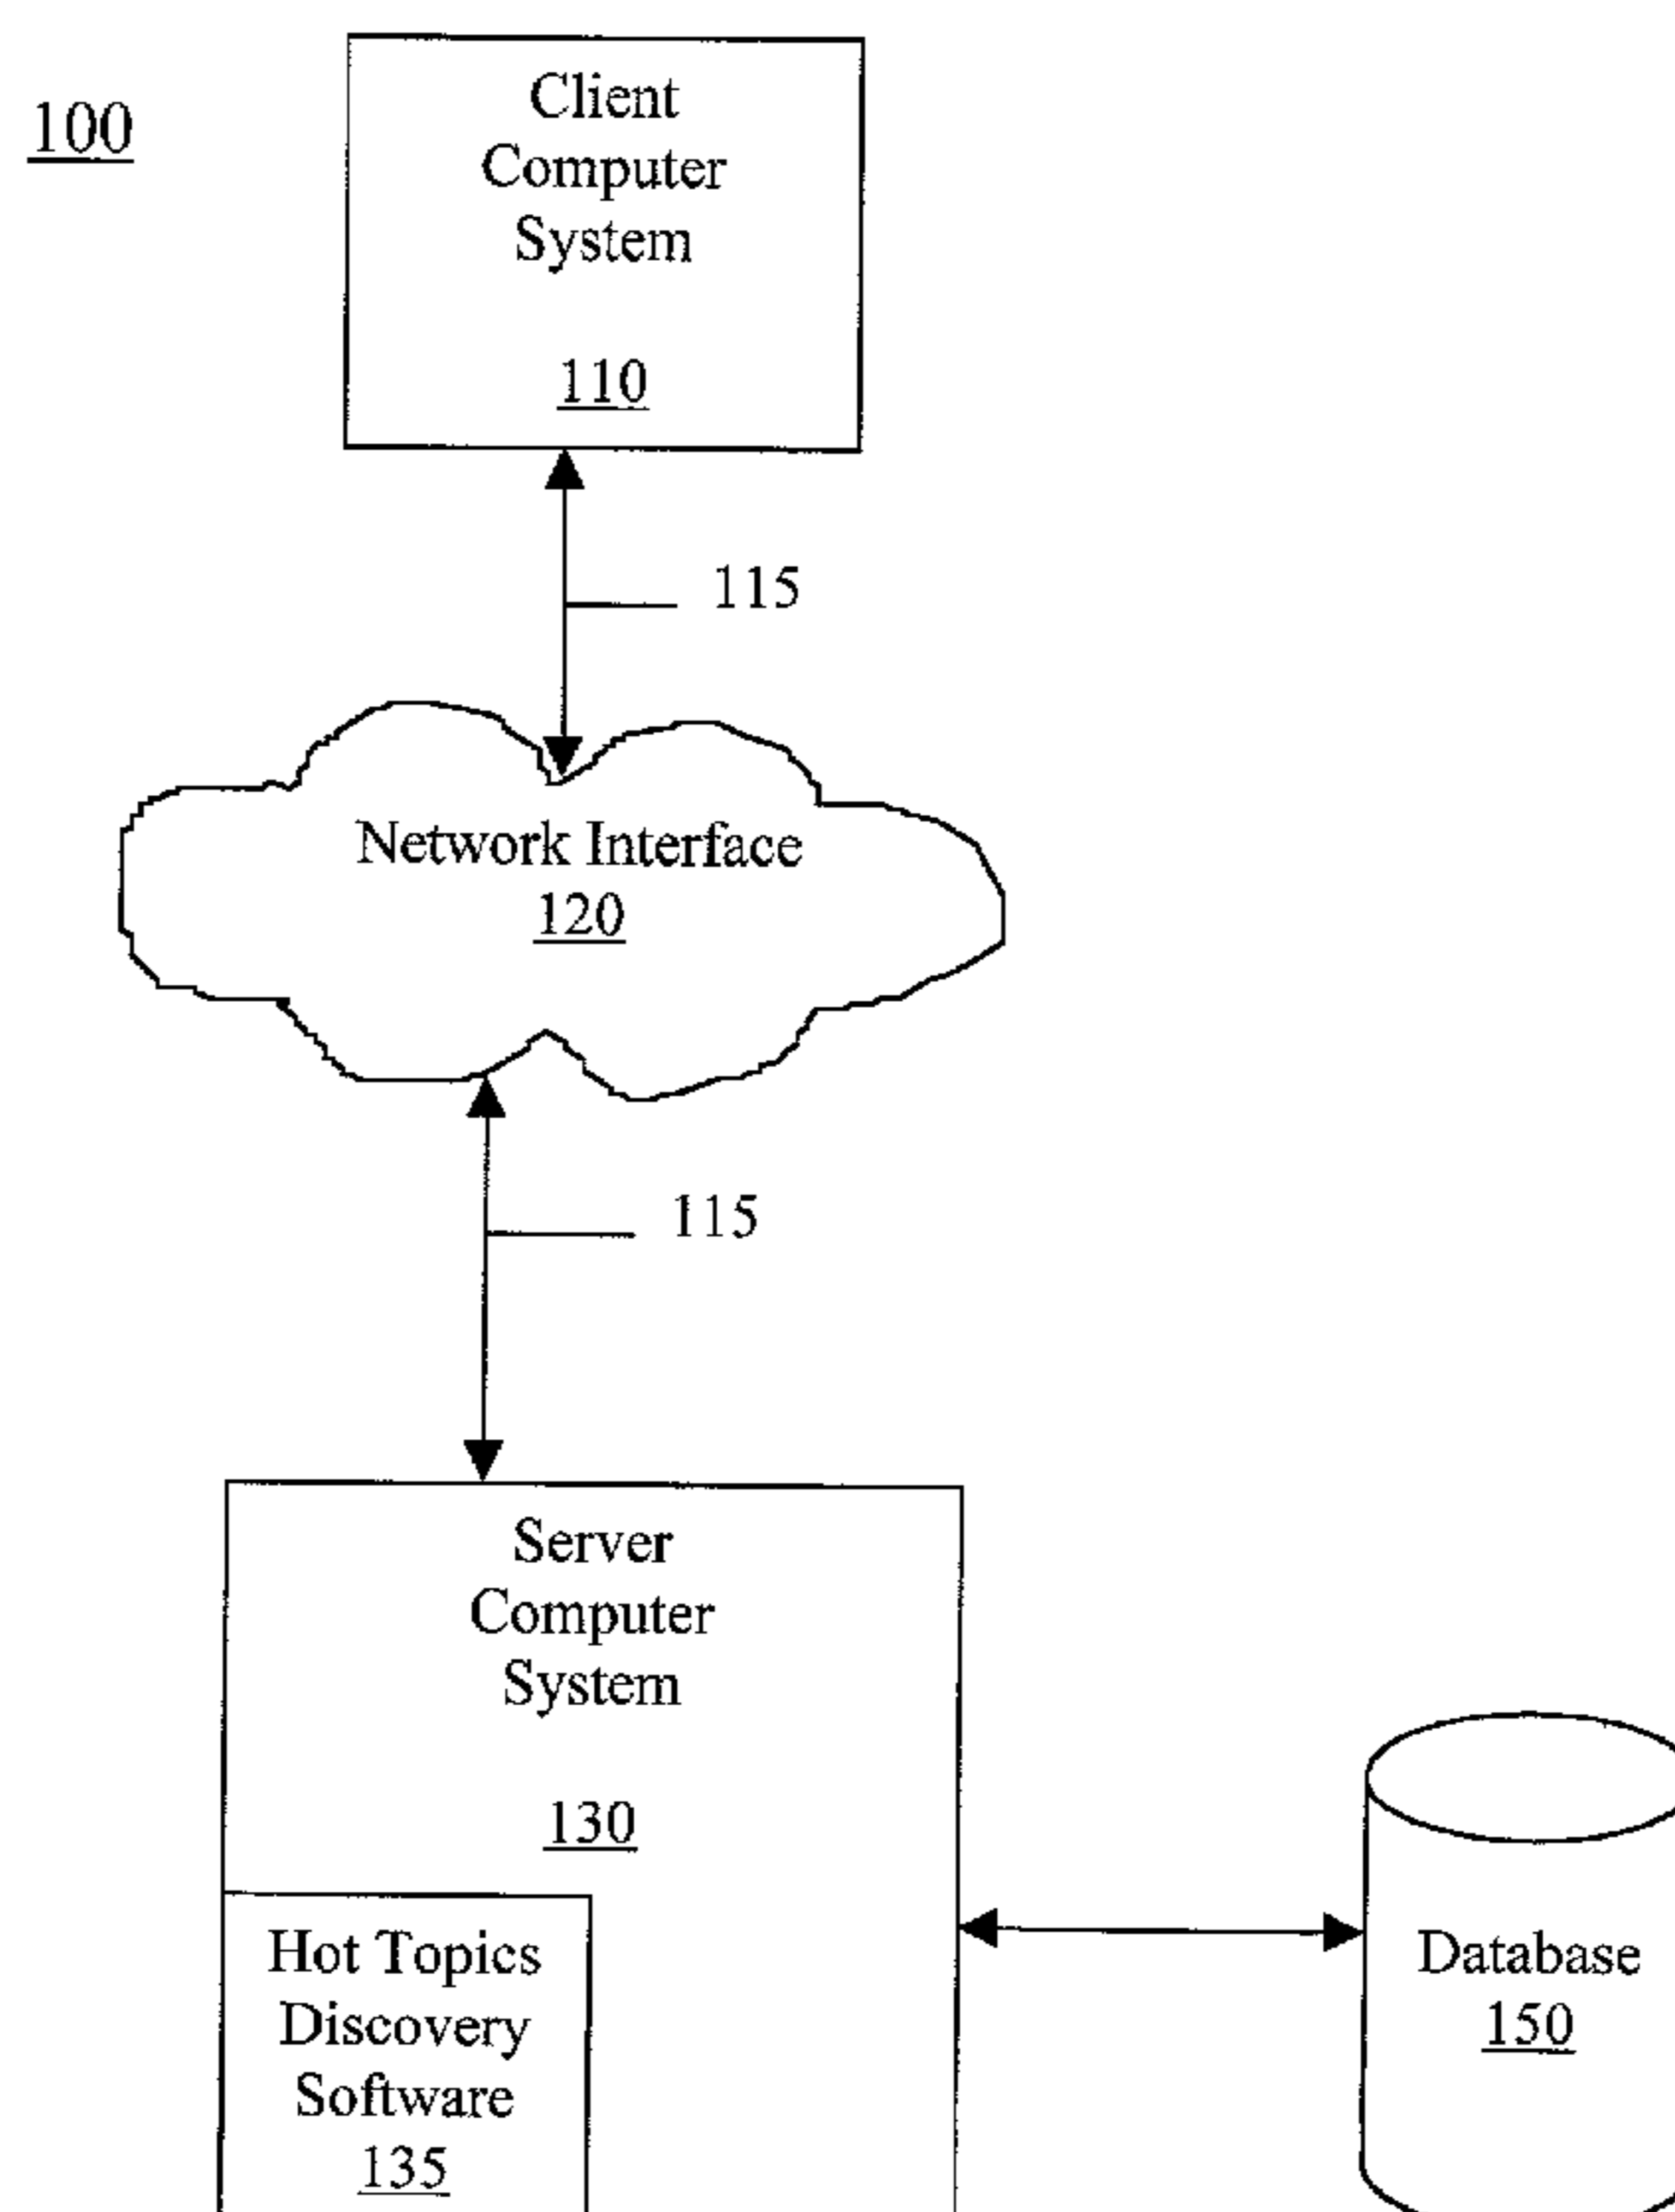 100
Client
Computer
System
110
115
Network Interface
120
115
Server
Computer
System
130
Hot Topics
Discovery
Software
135
Database
150